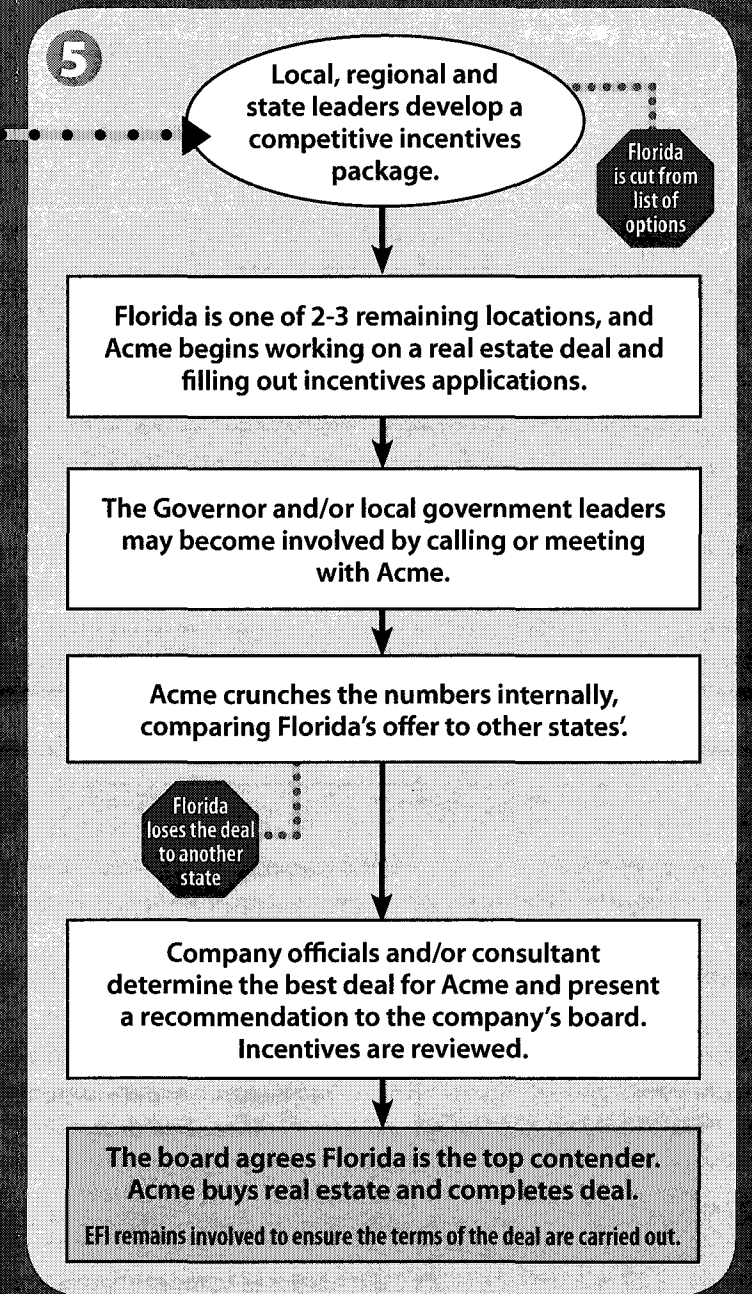 5
Local, regional and
state leaders develop a
competitive incentives
package.
Florida
is cut from
list of
options
Florida is one of 2-3 remaining locations, and
Acme begins working on a real estate deal and
filling out incentives applications.
The Governor and/or local government leaders
may become involved by calling or meeting
with Acme.
Acme crunches the numbers internally,
comparing Florida's offer to other states'.
Florida
loses the deal
to another
state
Company officials and/or consultant
determine the best deal for Acme and present
a recommendation to the company's board.
Incentives are reviewed.
The board agrees Florida is the top contender.
Acme buys real estate and completes deal.
EFI remains involved to ensure the terms of the deal are carried out.